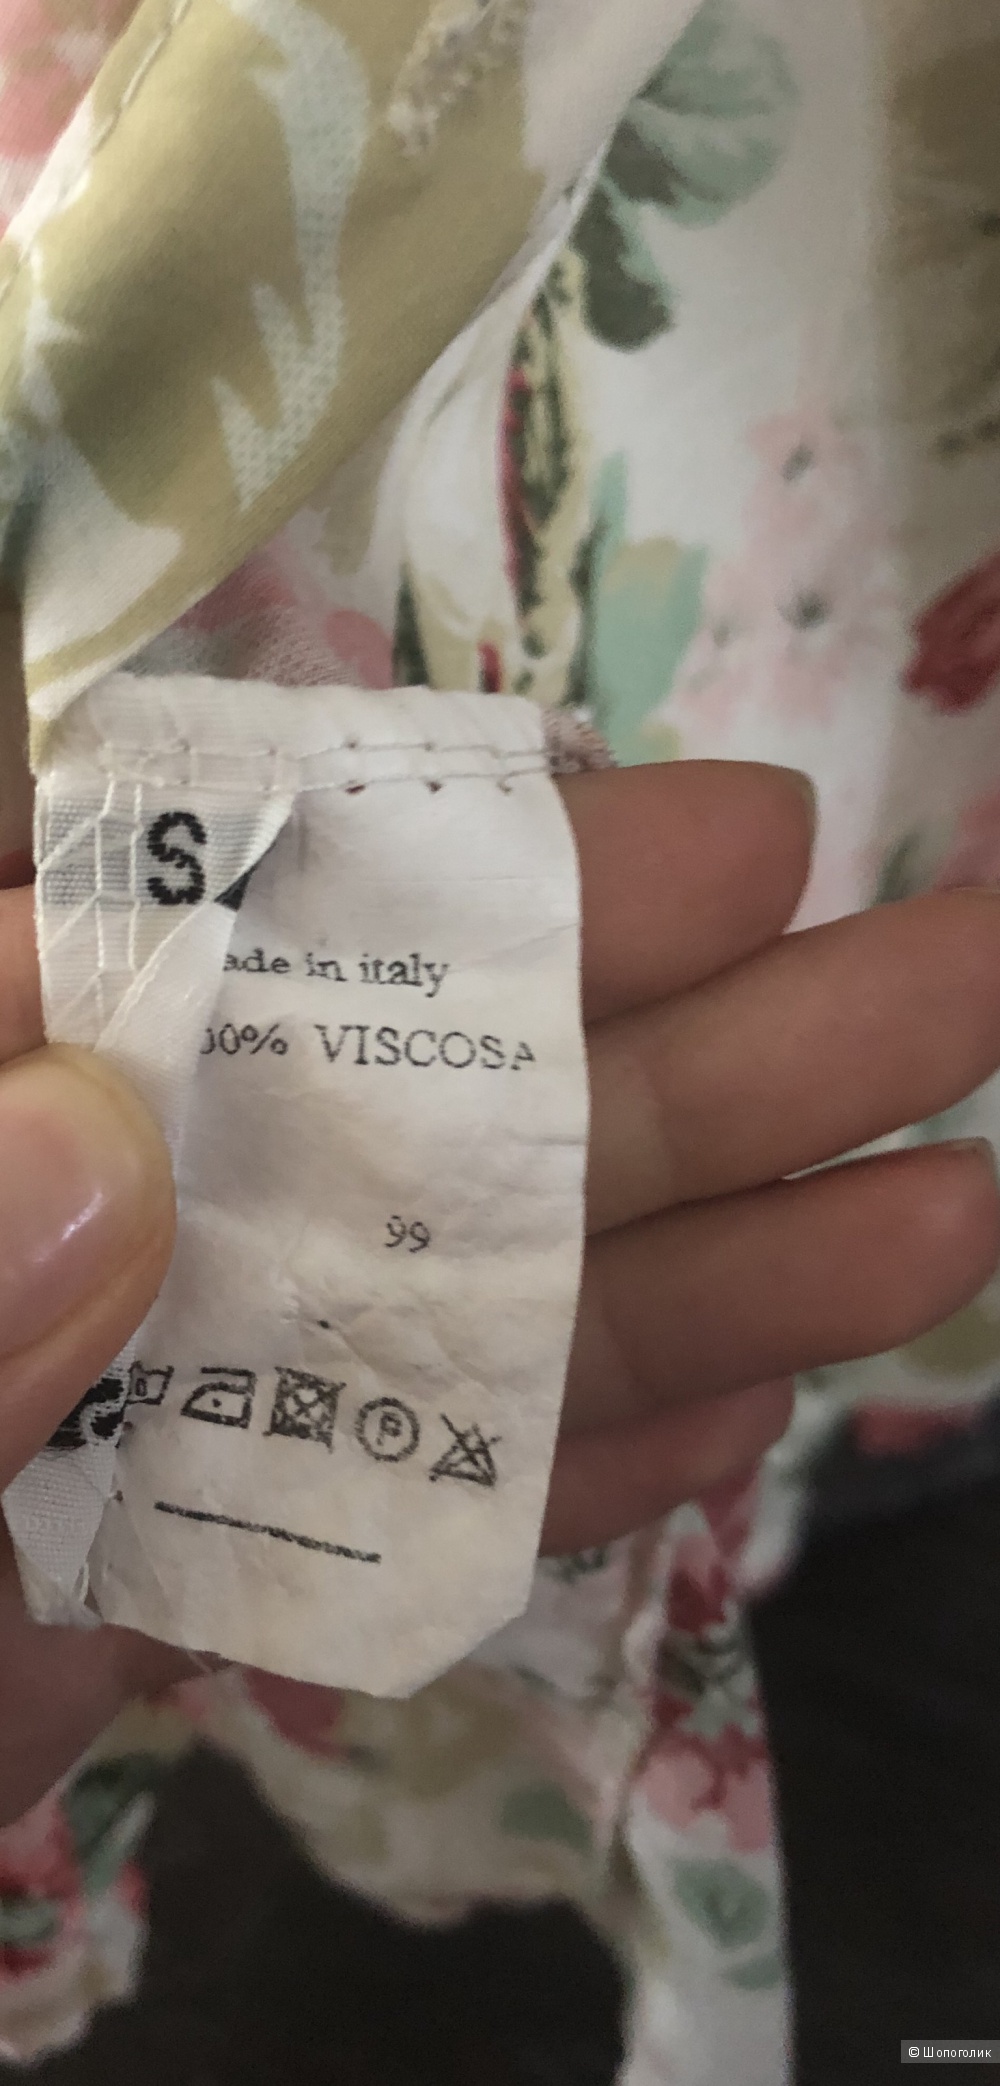 S
ade in italy
00% VISCOSA
99
P
© Шопоголик